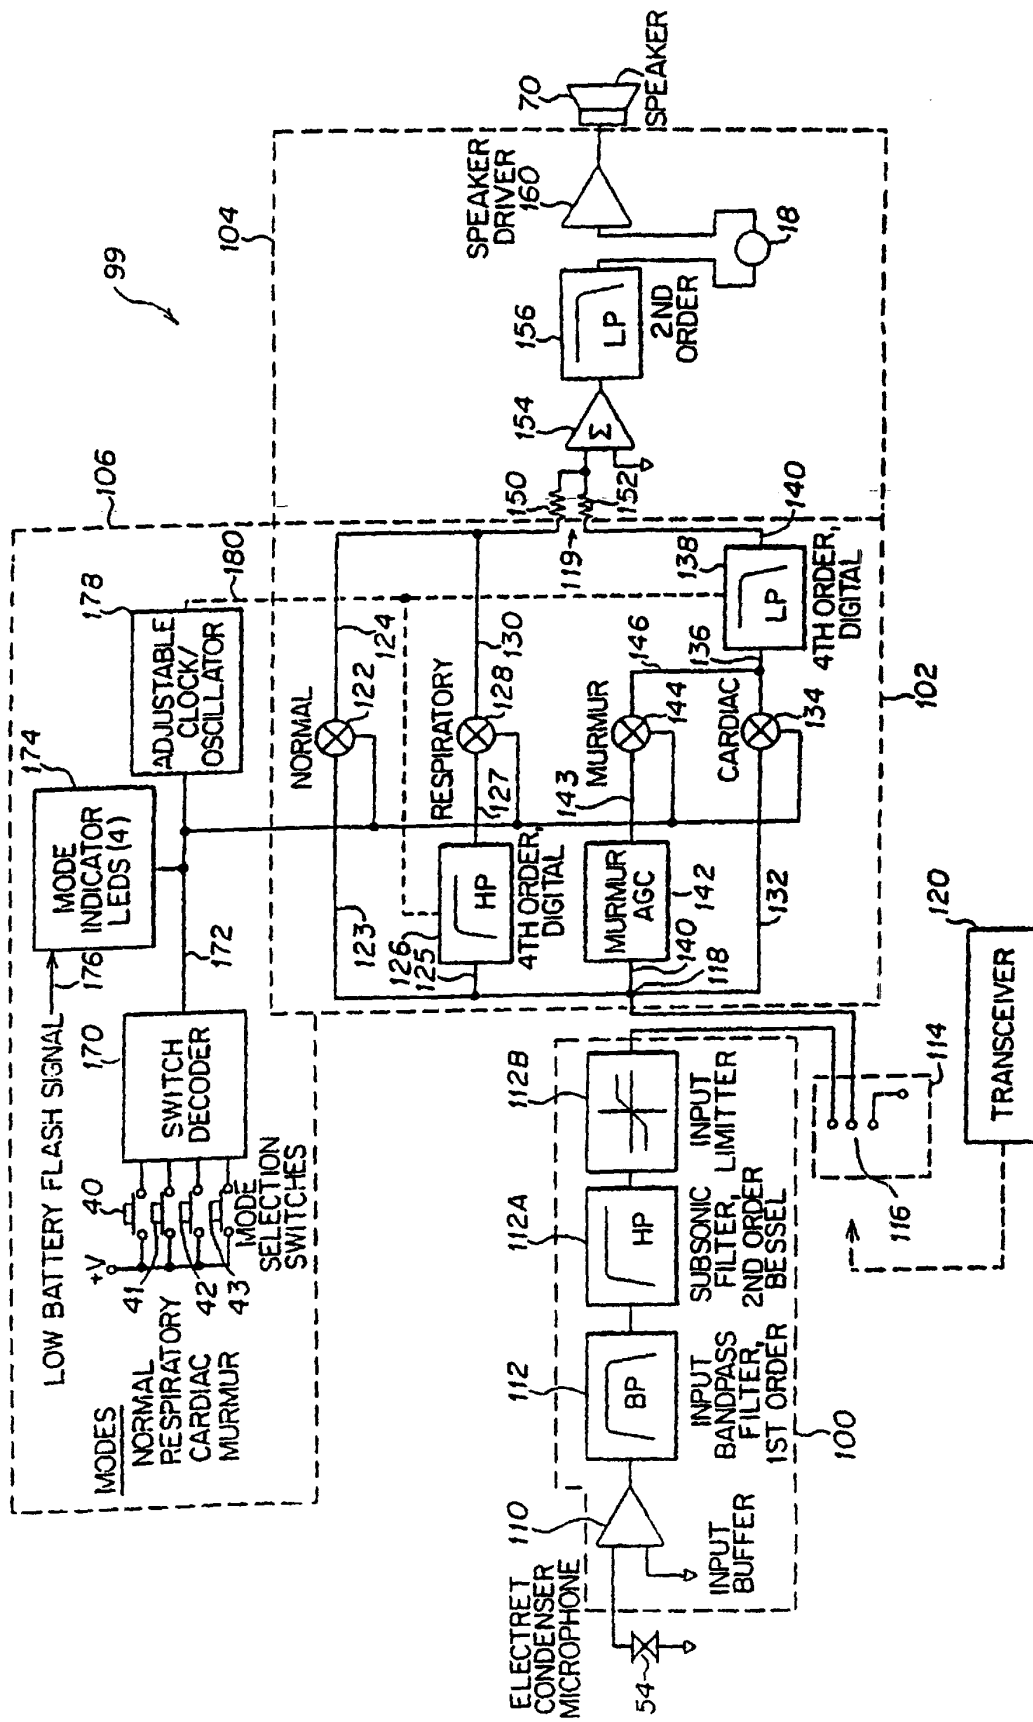 99
106
LOW BATTERY FLASH SIGNAL
176
174
MODE
INDICATOR
LEDS (4)
178
ADJUSTABLE
CLOCK/
OSCILLATOR
180
MODES
NORMAL
RESPIRATORY
CARDIAC
MURMUR
+V
40
41
42
43
MODE
SELECTION
SWITCHES
170
SWITCH
DECODER
172
104
NORMAL
122
123
124
RESPIRATORY
125
126
HP
4TH ORDER,
DIGITAL
127
128
130
MURMUR
140
MURMUR
AGC
142
143
144
146
118
CARDIAC
132
134
136
138
LP
4TH ORDER,
DIGITAL
140
102
119
150
152
154
Σ
156
LP
2ND
ORDER
18
SPEAKER
DRIVER
160
70
SPEAKER
ELECTRET
CONDENSER
MICROPHONE
54
110
INPUT
BUFFER
112
BP
INPUT
BANDPASS
FILTER,
1ST ORDER
112A
HP
SUBSONIC
FILTER,
2ND ORDER
BESSEL
112B
INPUT
LIMITTER
100
116
114
120
TRANSCEIVER